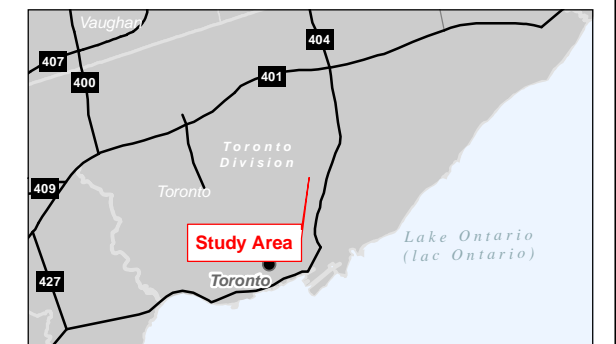 Vaughan
404
407
400
401
Toronto
Division
409
Toronto
Study Area
Lake Ontario
(lac Ontario)
427
Toronto